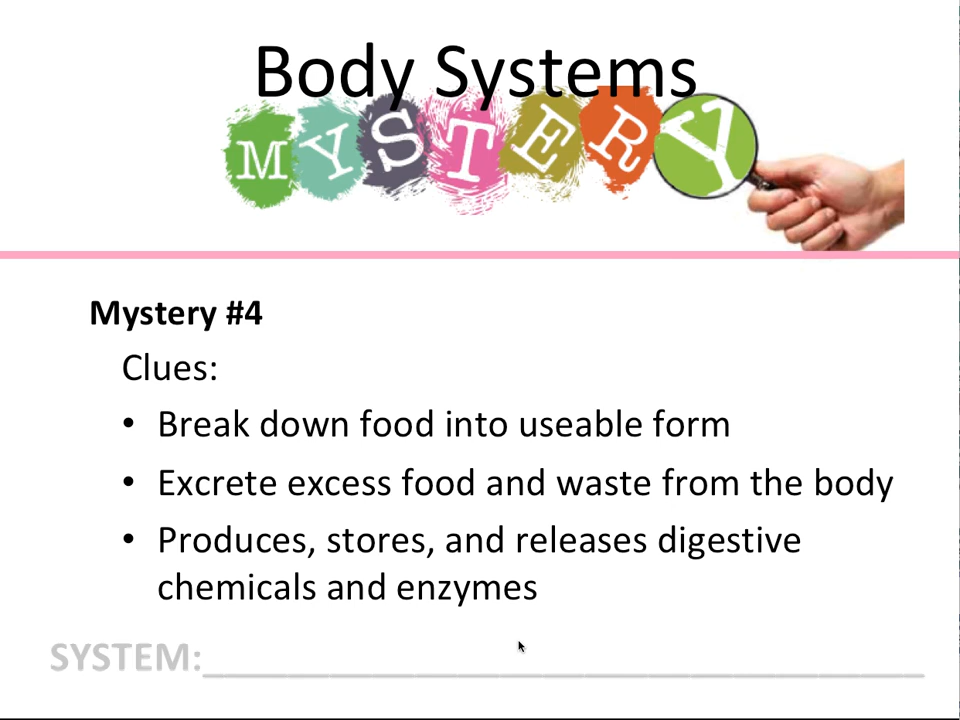 Body Systems
MYSTERY
Mystery #4
Clues:
• Break down food into useable form
• Excrete excess food and waste from the body
• Produces, stores, and releases digestive
chemicals and enzymes
SYSTEM:___________________________________